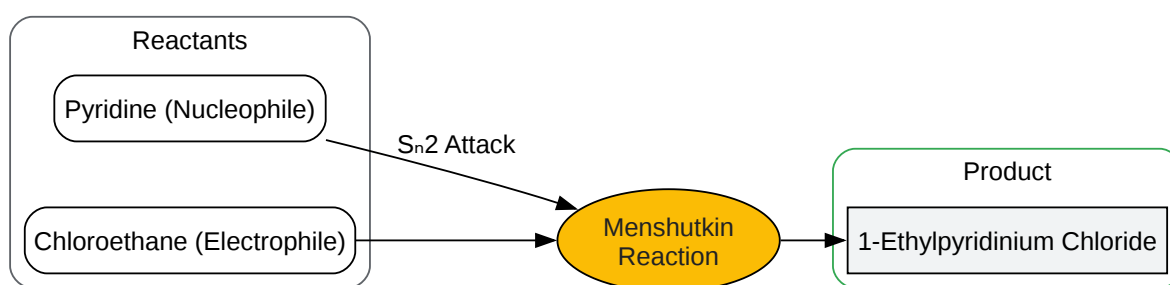 Reactants
Pyridine (Nucleophile)
Sₙ2 Attack
Chloroethane (Electrophile)
Menshutkin
Reaction
Product
1-Ethylpyridinium Chloride